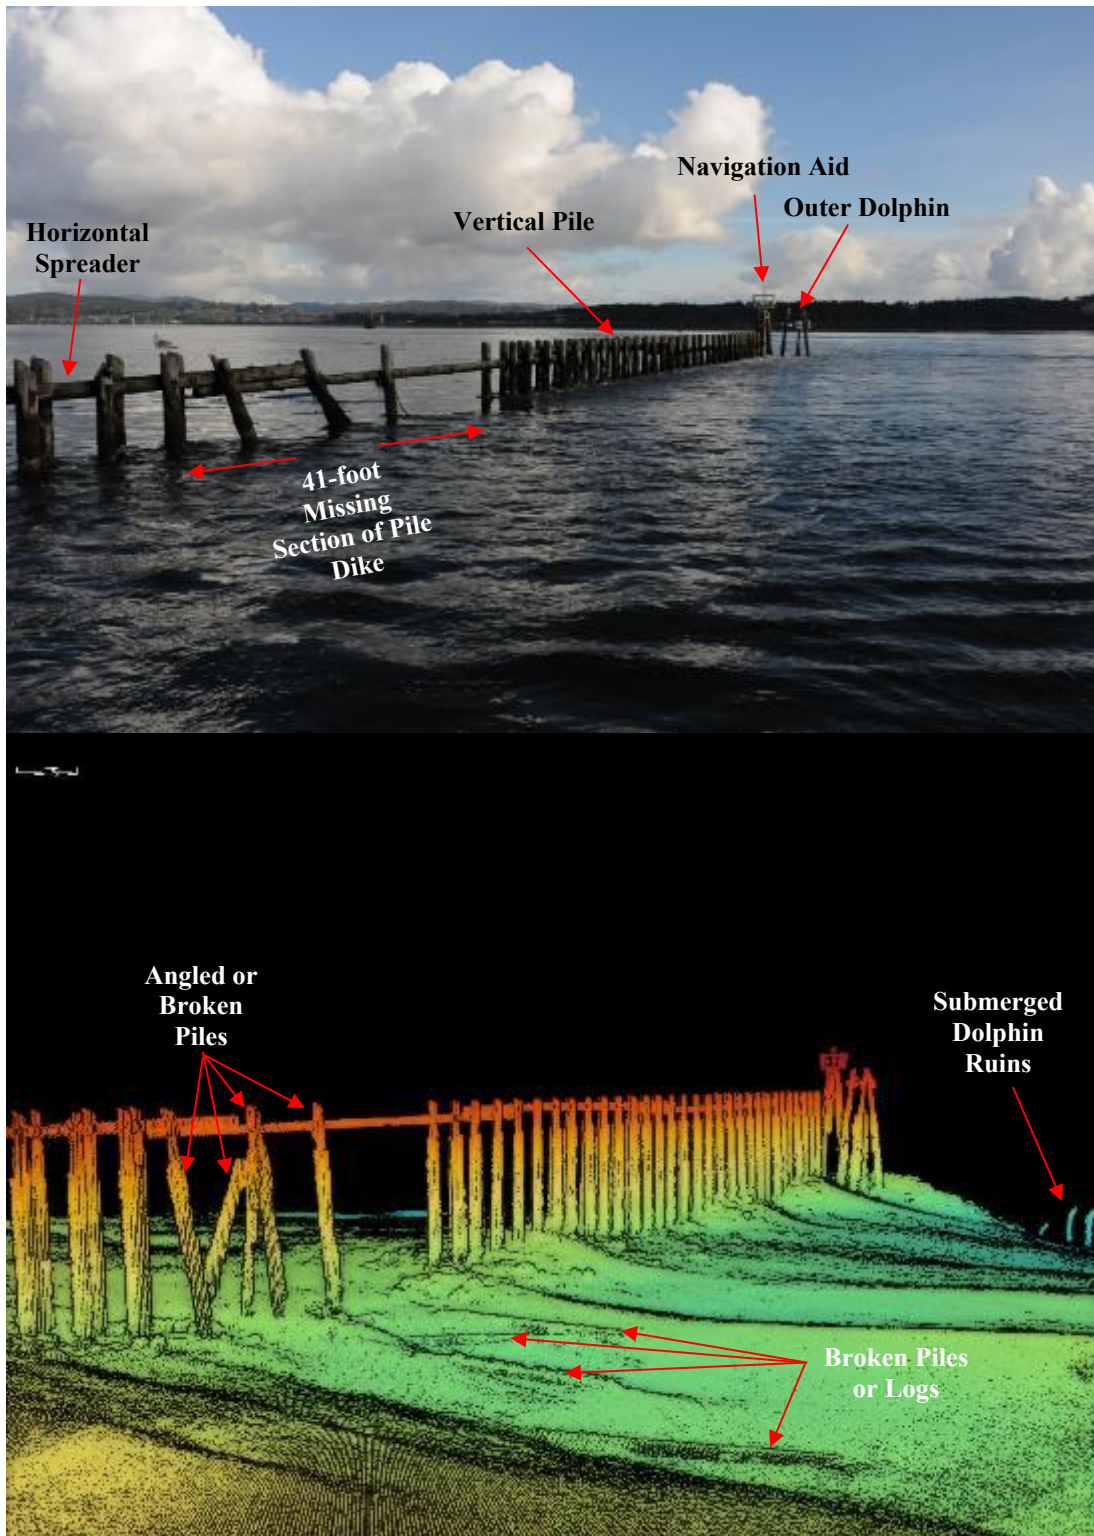 Navigation Aid
Outer Dolphin
Vertical Pile
Horizontal
Spreader
41-foot
Missing
Section of Pile
Dike
Angled or
Broken
Piles
Submerged
Dolphin
Ruins
Broken Piles
or Logs